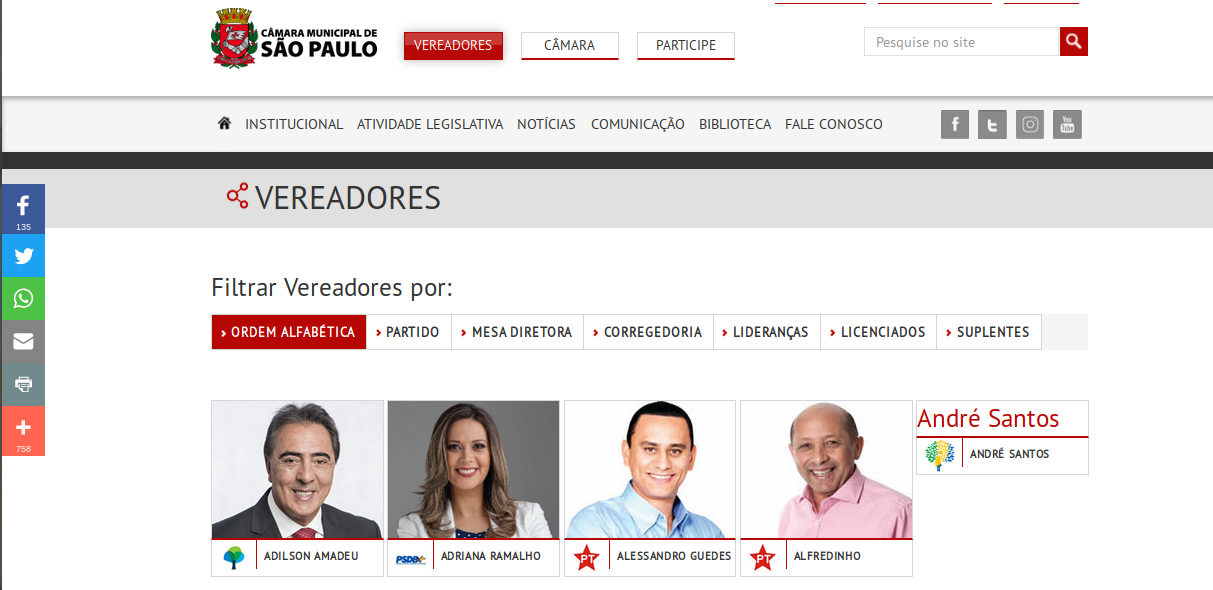 CÂMARA MUNICIPAL DE
SÃO PAULO
VEREADORES
CÂMARA
PARTICIPE
Pesquise no site
INSTITUCIONAL
ATIVIDADE LEGISLATIVA
NOTÍCIAS
COMUNICAÇÃO
BIBLIOTECA
FALE CONOSCO
You
Tube
VEREADORES
135
758
Filtrar Vereadores por:
ORDEM ALFABÉTICA
PARTIDO
MESA DIRETORA
CORREGEDORIA
LIDERANÇAS
LICENCIADOS
SUPLENTES
ADILSON AMADEU
PSDB
ADRIANA RAMALHO
PT
ALESSANDRO GUEDES
PT
ALFREDINHO
André Santos
ANDRÉ SANTOS